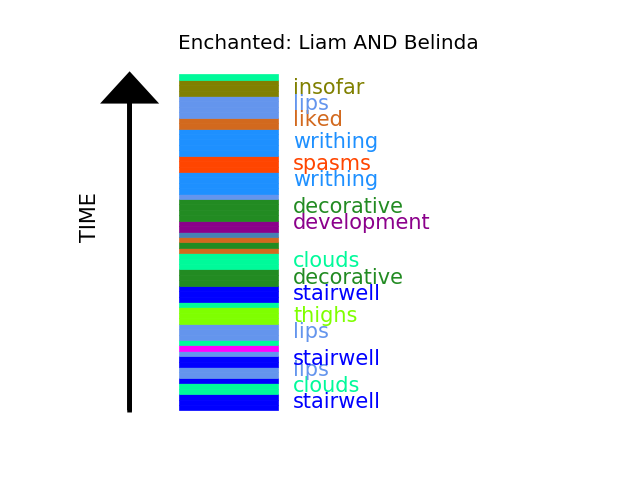 Enchanted: Liam AND Belinda
insofar
lips
liked
writhing
spasms
writhing
decorative
development
clouds
decorative
stairwell
thighs
lips
stairwell
lips
clouds
stairwell
TIME